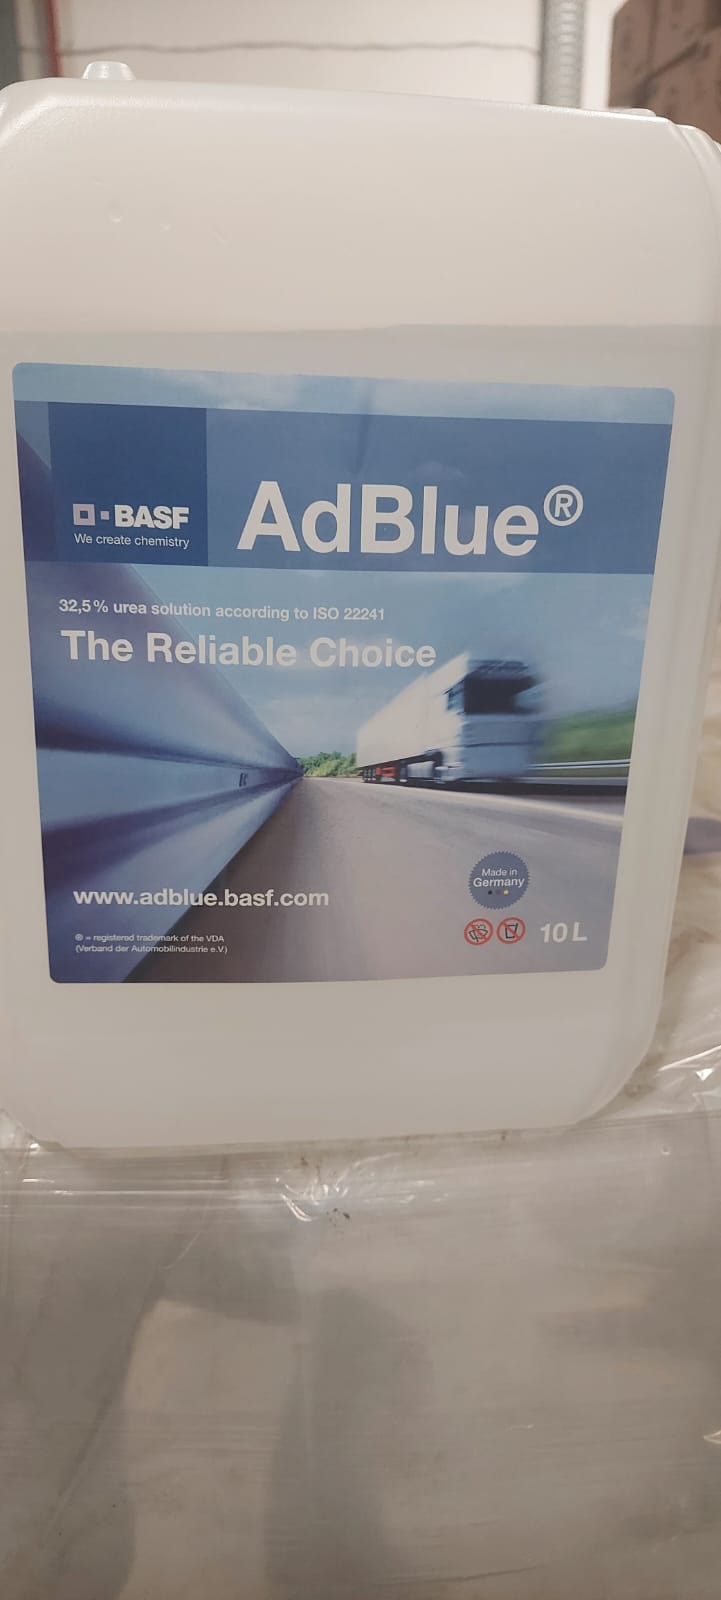 BASF
We create chemistry
AdBlue®
32,5% urea solution according to ISO 22241
The Reliable Choice
www.adblue.basf.com
Made in
Germany
® = registered trademark of the VDA
(Verband der Automobilindustrie e.V.)
10 L